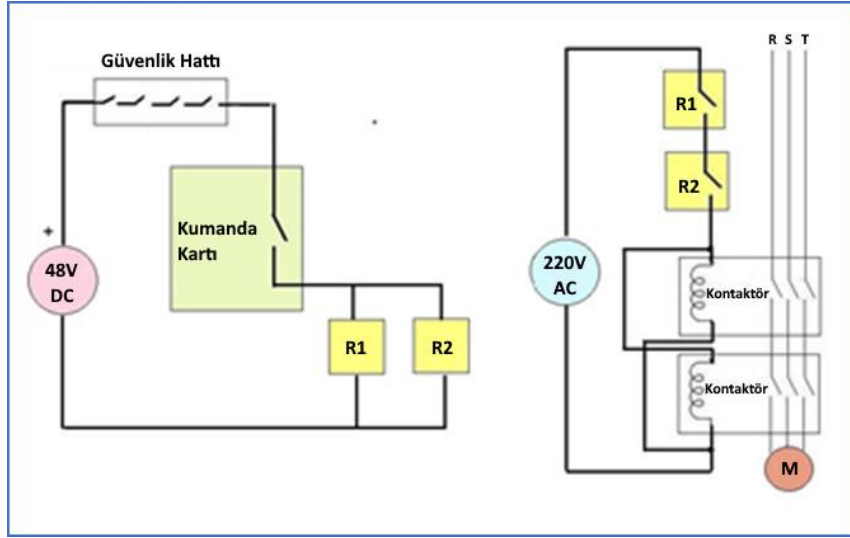 Güvenlik Hattı
Kumanda
Kartı
+
48V
DC
R1
R2
R S T
R1
R2
220V
AC
Kontaktör
Kontaktör
M